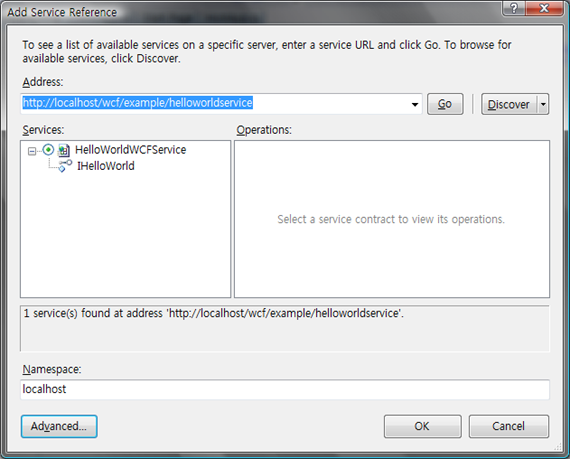 Add Service Reference
To see a list of available services on a specific server, enter a service URL and click Go. To browse for
available services, click Discover.
Address:
http://localhost/wcf/example/helloworldservice
Go
Discover
Services:
Operations:
HelloWorldWCFService
IHelloWorld
Select a service contract to view its operations.
1 service(s) found at address 'http://localhost/wcf/example/helloworldservice'.
Namespace:
localhost
Advanced...
OK
Cancel